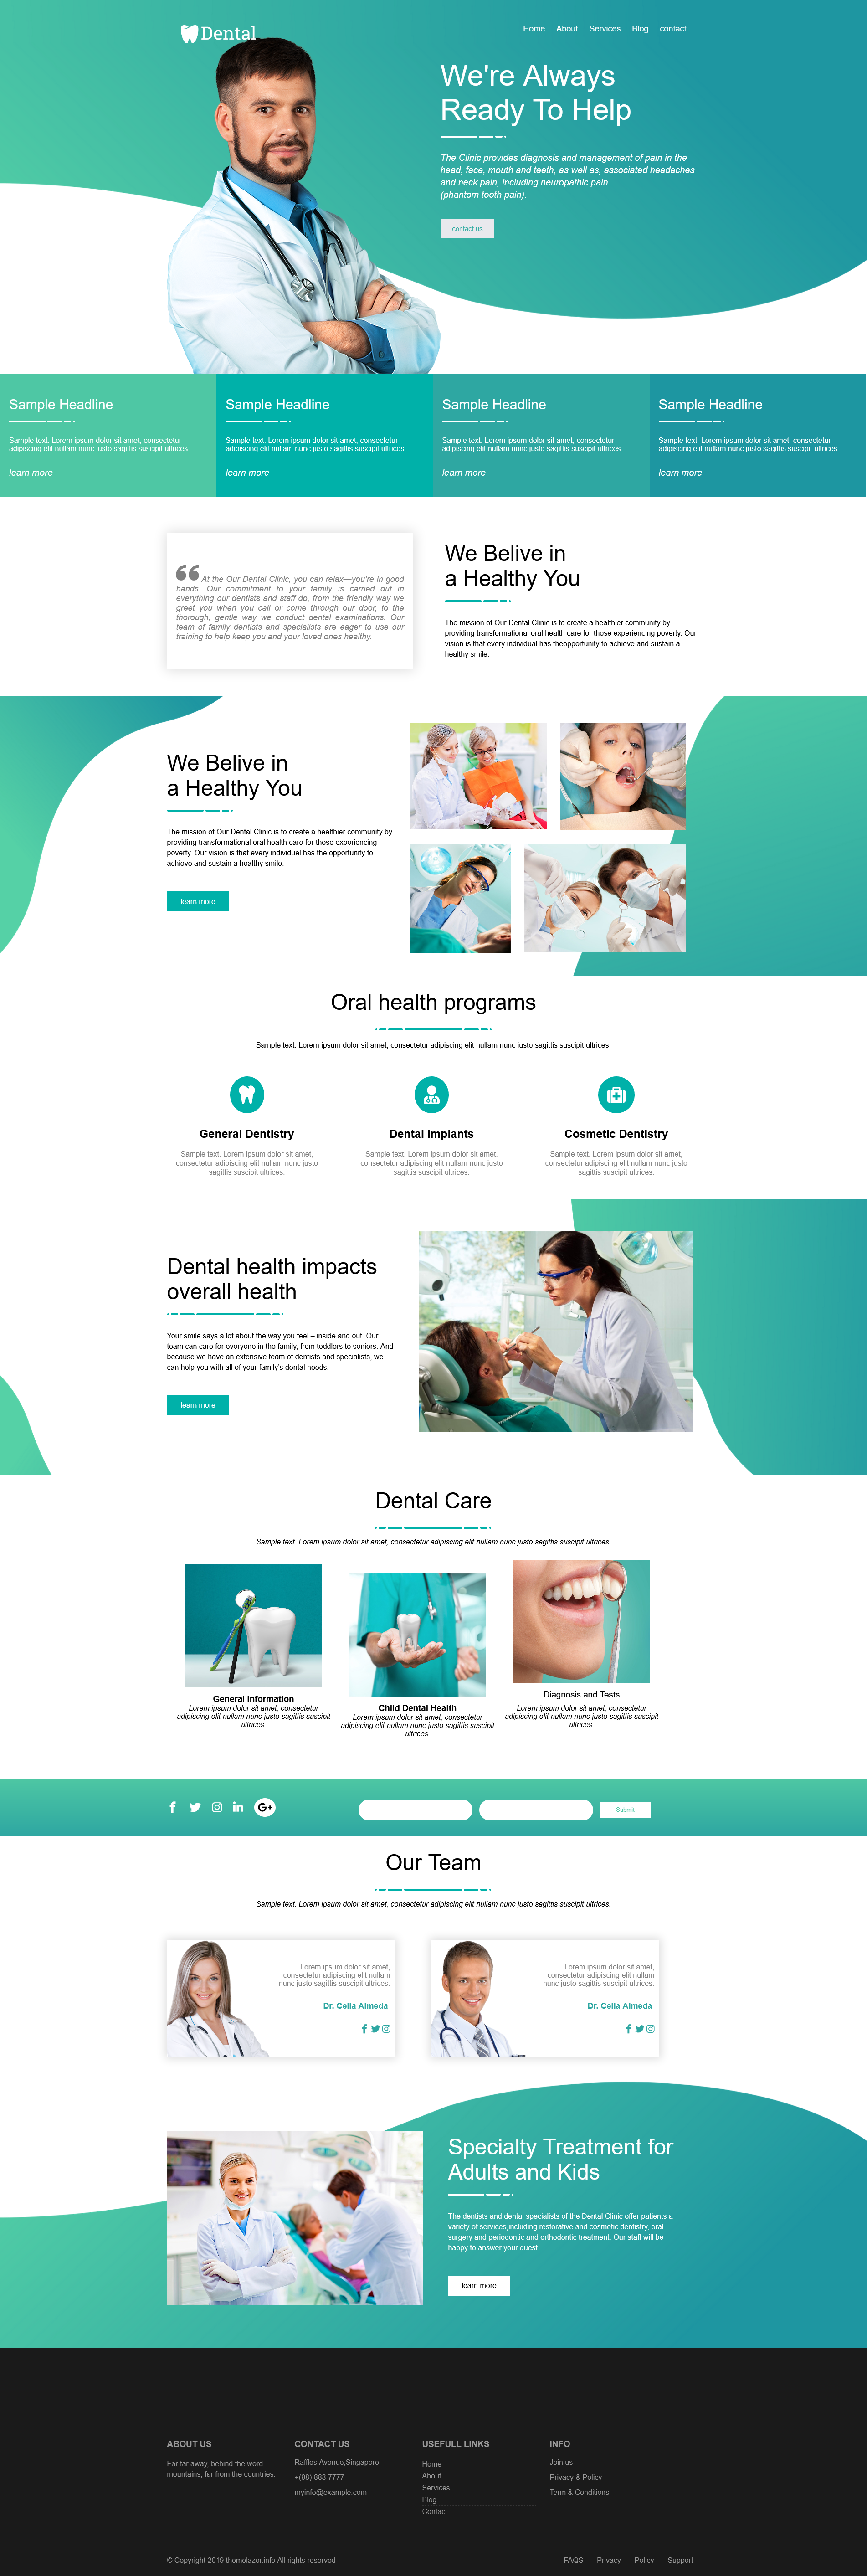 Dental
Home About Services Blog contact
We're Always
Ready To Help
The Clinic provides diagnosis and management of pain in the
head, face, mouth and teeth, as well as, associated headaches
and neck pain, including neuropathic pain
(phantom tooth pain).
contact us
Sample Headline
Sample text. Lorem ipsum dolor sit amet, consectetur
adipiscing elit nullam nunc justo sagittis suscipit ultrices.
learn more
Sample Headline
Sample text. Lorem ipsum dolor sit amet, consectetur
adipiscing elit nullam nunc justo sagittis suscipit ultrices.
learn more
Sample Headline
Sample text. Lorem ipsum dolor sit amet, consectetur
adipiscing elit nullam nunc justo sagittis suscipit ultrices.
learn more
Sample Headline
Sample text. Lorem ipsum dolor sit amet, consectetur
adipiscing elit nullam nunc justo sagittis suscipit ultrices.
learn more
“ At the Our Dental Clinic, you can relax—you're in good
hands. Our commitment to your family is carried out in
everything our dentists and staff do, from the friendly way we
greet you when you call or come through our door, to the
thorough, gentle way we conduct dental examinations. Our
team of family dentists and specialists are eager to use our
training to help keep you and your loved ones healthy.
We Belive in
a Healthy You
The mission of Our Dental Clinic is to create a healthier community by
providing transformational oral health care for those experiencing poverty. Our
vision is that every individual has theopportunity to achieve and sustain a
healthy smile.
We Belive in
a Healthy You
The mission of Our Dental Clinic is to create a healthier community by
providing transformational oral health care for those experiencing
poverty. Our vision is that every individual has the opportunity to
achieve and sustain a healthy smile.
learn more
Oral health programs
Sample text. Lorem ipsum dolor sit amet, consectetur adipiscing elit nullam nunc justo sagittis suscipit ultrices.
General Dentistry
Sample text. Lorem ipsum dolor sit amet,
consectetur adipiscing elit nullam nunc justo
sagittis suscipit ultrices.
Dental implants
Sample text. Lorem ipsum dolor sit amet,
consectetur adipiscing elit nullam nunc justo
sagittis suscipit ultrices.
Cosmetic Dentistry
Sample text. Lorem ipsum dolor sit amet,
consectetur adipiscing elit nullam nunc justo
sagittis suscipit ultrices.
Dental health impacts
overall health
Your smile says a lot about the way you feel – inside and out. Our
team can care for everyone in the family, from toddlers to seniors. And
because we have an extensive team of dentists and specialists, we
can help you with all of your family's dental needs.
learn more
Dental Care
Sample text. Lorem ipsum dolor sit amet, consectetur adipiscing elit nullam nunc justo sagittis suscipit ultrices.
General Information
Lorem ipsum dolor sit amet, consectetur
adipiscing elit nullam nunc justo sagittis suscipit
ultrices.
Child Dental Health
Lorem ipsum dolor sit amet, consectetur
adipiscing elit nullam nunc justo sagittis suscipit
ultrices.
Diagnosis and Tests
Lorem ipsum dolor sit amet, consectetur
adipiscing elit nullam nunc justo sagittis suscipit
ultrices.
G+
Submit
Our Team
Sample text. Lorem ipsum dolor sit amet, consectetur adipiscing elit nullam nunc justo sagittis suscipit ultrices.
Lorem ipsum dolor sit amet,
consectetur adipiscing elit nullam
nunc justo sagittis suscipit ultrices.
Dr. Celia Almeda
Lorem ipsum dolor sit amet,
consectetur adipiscing elit nullam
nunc justo sagittis suscipit ultrices.
Dr. Celia Almeda
Specialty Treatment for
Adults and Kids
The dentists and dental specialists of the Dental Clinic offer patients a
variety of services,including restorative and cosmetic dentistry, oral
surgery and periodontic and orthodontic treatment. Our staff will be
happy to answer your quest
learn more
ABOUT US
Far far away, behind the word
mountains, far from the countries.
CONTACT US
Raffles Avenue,Singapore
+(98) 888 7777
myinfo@example.com
USEFULL LINKS
Home
About
Services
Blog
Contact
INFO
Join us
Privacy & Policy
Term & Conditions
© Copyright 2019 themelazer.info All rights reserved
FAQS Privacy Policy Support